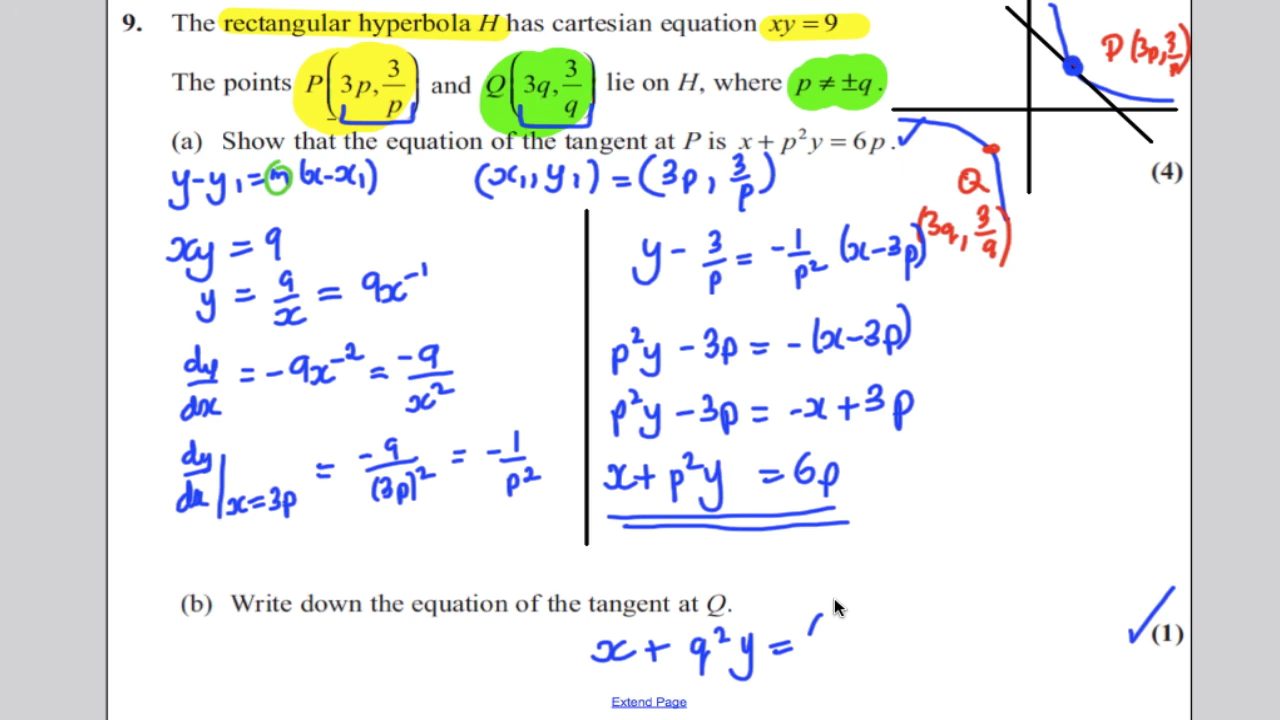 9. The rectangular hyperbola H has cartesian equation xy = 9
The points P(3p, 3/p) and Q(3q, 3/q) lie on H, where p ≠ ±q.
P(3p, 3/p)
(a) Show that the equation of the tangent at P is x + p²y = 6p.
(4)
Q
(3q, 3/q)
y - y₁ = m(x - x₁)
(x₁, y₁) = (3p, 3/p)
xy = 9
y = 9/x = 9x⁻¹
dy/dx = -9x⁻² = -9/x²
dy/dx|x=3p = -9/(3p)² = -1/p²
y - 3/p = -1/p² (x - 3p)
p²y - 3p = -(x - 3p)
p²y - 3p = -x + 3p
x + p²y = 6p
(b) Write down the equation of the tangent at Q.
(1)
x + q²y =
Extend Page